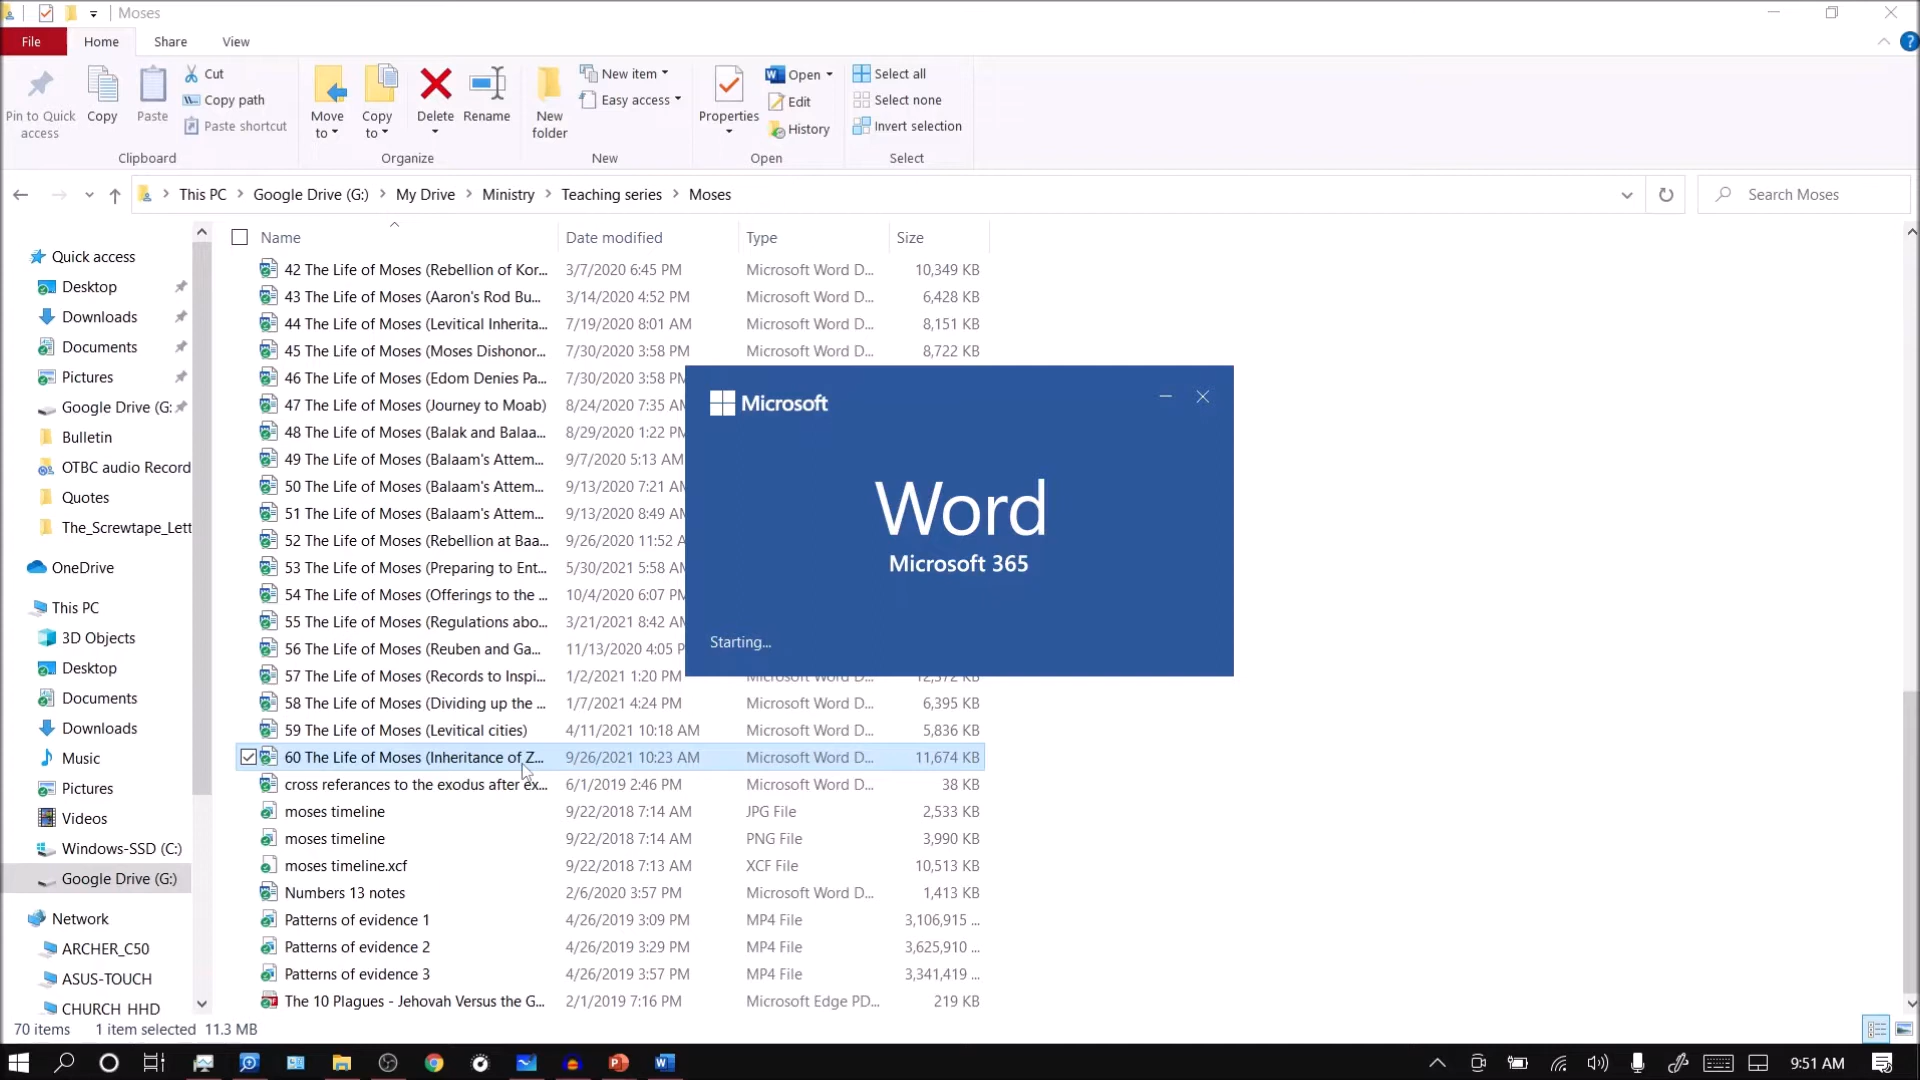 Moses
File Home Share View
Pin to Quick access
Copy
Paste
Cut
Copy path
Paste shortcut
Clipboard
Move to
Copy to
Delete
Rename
Organize
New folder
New item
Easy access
New
Properties
Open
Edit
History
Open
Select all
Select none
Invert selection
Select
This PC Google Drive (G:) My Drive Ministry Teaching series Moses
Search Moses
Quick access
Desktop
Downloads
Documents
Pictures
Google Drive (G:
Bulletin
OTBC audio Record
Quotes
The_Screwtape_Lett
OneDrive
This PC
3D Objects
Desktop
Documents
Downloads
Music
Pictures
Videos
Windows-SSD (C:)
Google Drive (G:)
Network
ARCHER_C50
ASUS-TOUCH
CHURCH_HHD
Name Date modified Type Size
42 The Life of Moses (Rebellion of Kor... 3/7/2020 6:45 PM Microsoft Word D... 10,349 KB
43 The Life of Moses (Aaron's Rod Bu... 3/14/2020 4:52 PM Microsoft Word D... 6,428 KB
44 The Life of Moses (Levitical Inherita... 7/19/2020 8:01 AM Microsoft Word D... 8,151 KB
45 The Life of Moses (Moses Dishonor... 7/30/2020 3:58 PM Microsoft Word D... 8,722 KB
46 The Life of Moses (Edom Denies Pa... 7/30/2020 3:58 PM
47 The Life of Moses (Journey to Moab) 8/24/2020 7:35 AM
48 The Life of Moses (Balak and Balaa... 8/29/2020 1:22 PM
49 The Life of Moses (Balaam's Attem... 9/7/2020 5:13 AM
50 The Life of Moses (Balaam's Attem... 9/13/2020 7:21 AM
51 The Life of Moses (Balaam's Attem... 9/13/2020 8:49 AM
52 The Life of Moses (Rebellion at Baa... 9/26/2020 11:52 A
53 The Life of Moses (Preparing to Ent... 5/30/2021 5:58 AM
54 The Life of Moses (Offerings to the ... 10/4/2020 6:07 PM
55 The Life of Moses (Regulations abo... 3/21/2021 8:42 AM
56 The Life of Moses (Reuben and Ga... 11/13/2020 4:05 P
57 The Life of Moses (Records to Inspi... 1/2/2021 1:20 PM Microsoft Word D... 12,372 KB
58 The Life of Moses (Dividing up the ... 1/7/2021 4:24 PM Microsoft Word D... 6,395 KB
59 The Life of Moses (Levitical cities) 4/11/2021 10:18 AM Microsoft Word D... 5,836 KB
60 The Life of Moses (Inheritance of Z... 9/26/2021 10:23 AM Microsoft Word D... 11,674 KB
cross referances to the exodus after ex... 6/1/2019 2:46 PM Microsoft Word D... 38 KB
moses timeline 9/22/2018 7:14 AM JPG File 2,533 KB
moses timeline 9/22/2018 7:14 AM PNG File 3,990 KB
moses timeline.xcf 9/22/2018 7:13 AM XCF File 10,513 KB
Numbers 13 notes 2/6/2020 3:57 PM Microsoft Word D... 1,413 KB
Patterns of evidence 1 4/26/2019 3:09 PM MP4 File 3,106,915 ...
Patterns of evidence 2 4/26/2019 3:29 PM MP4 File 3,625,910 ...
Patterns of evidence 3 4/26/2019 3:57 PM MP4 File 3,341,419 ...
The 10 Plagues - Jehovah Versus the G... 2/1/2019 7:16 PM Microsoft Edge PD... 219 KB
Microsoft
Word
Microsoft 365
Starting...
70 items 1 item selected 11.3 MB
9:51 AM